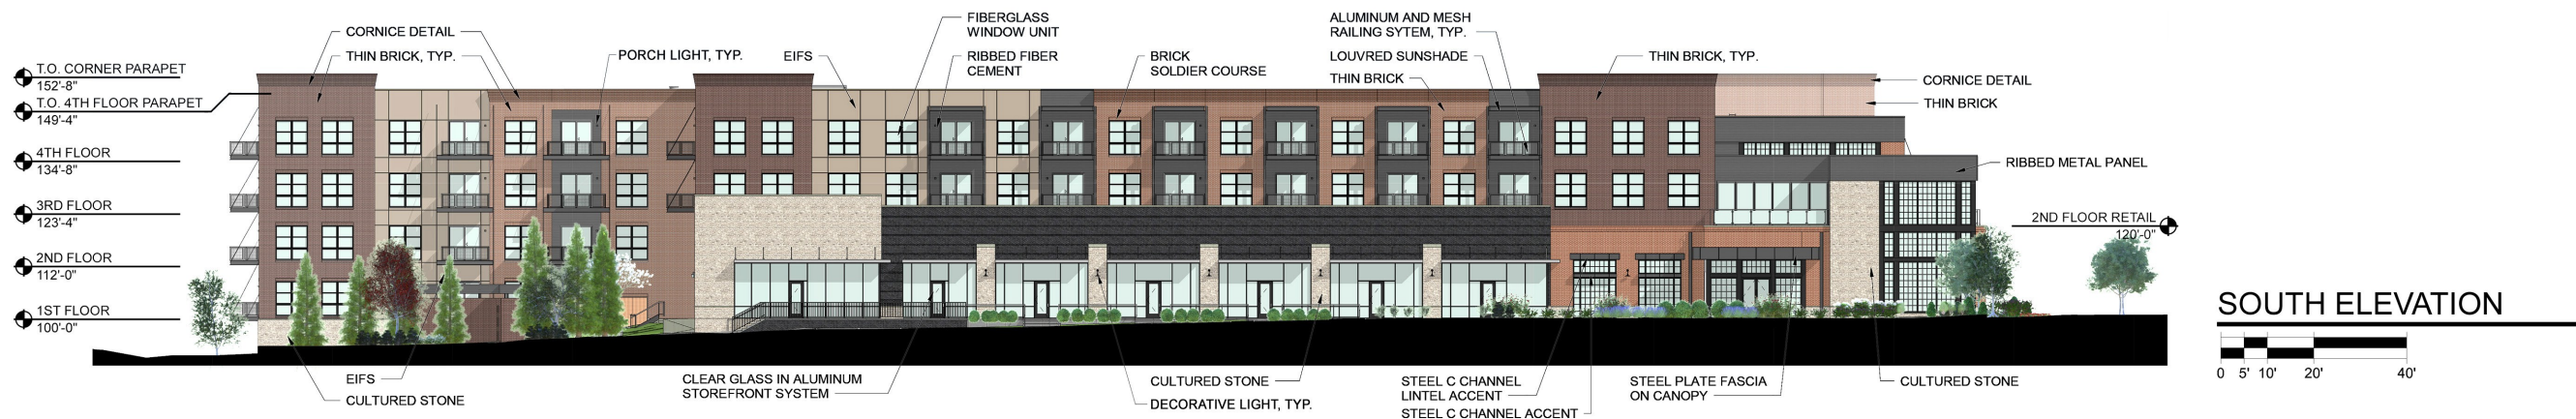 T.O. CORNER PARAPET
152'-8"
T.O. 4TH FLOOR PARAPET
149'-4"
4TH FLOOR
134'-8"
3RD FLOOR
123'-4"
2ND FLOOR
112'-0"
1ST FLOOR
100'-0"
CORNICE DETAIL
THIN BRICK, TYP.
PORCH LIGHT, TYP.
EIFS
FIBERGLASS
WINDOW UNIT
RIBBED FIBER
CEMENT
BRICK
SOLDIER COURSE
ALUMINUM AND MESH
RAILING SYTEM, TYP.
LOUVRED SUNSHADE
THIN BRICK
THIN BRICK, TYP.
CORNICE DETAIL
THIN BRICK
RIBBED METAL PANEL
2ND FLOOR RETAIL
120'-0"
EIFS
CULTURED STONE
CLEAR GLASS IN ALUMINUM
STOREFRONT SYSTEM
CULTURED STONE
DECORATIVE LIGHT, TYP.
STEEL C CHANNEL
LINTEL ACCENT
STEEL C CHANNEL ACCENT
STEEL PLATE FASCIA
ON CANOPY
CULTURED STONE
SOUTH ELEVATION
0 5' 10' 20' 40'